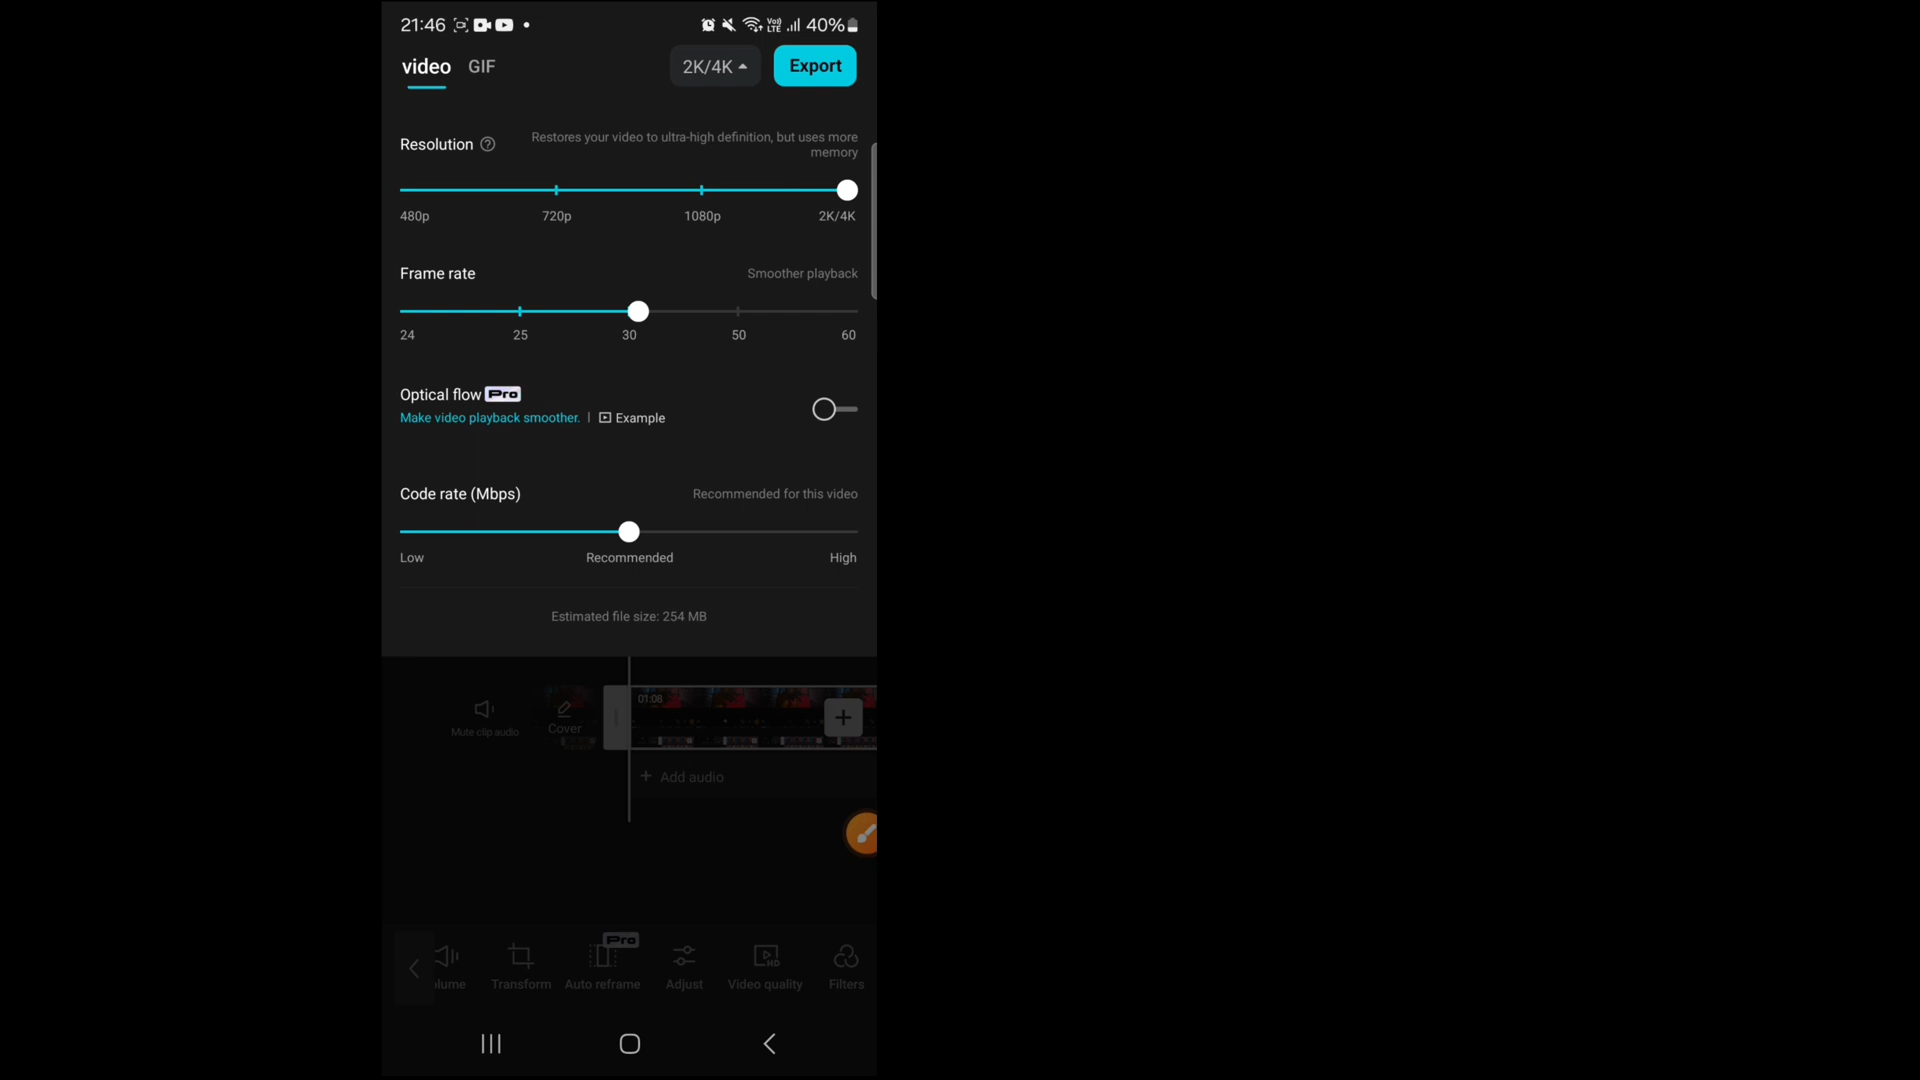 21:46 Vo) LTE 40%
video GIF 2K/4K Export
Resolution ? Restores your video to ultra-high definition, but uses more
memory
480p 720p 1080p 2K/4K
Frame rate Smoother playback
24 25 30 50 60
Optical flow Pro
Make video playback smoother. | Example
Code rate (Mbps) Recommended for this video
Low Recommended High
Estimated file size: 254 MB
01:08
Mute clip audio Cover +
+ Add audio
Pro
HD
lume Transform Auto reframe Adjust Video quality Filters